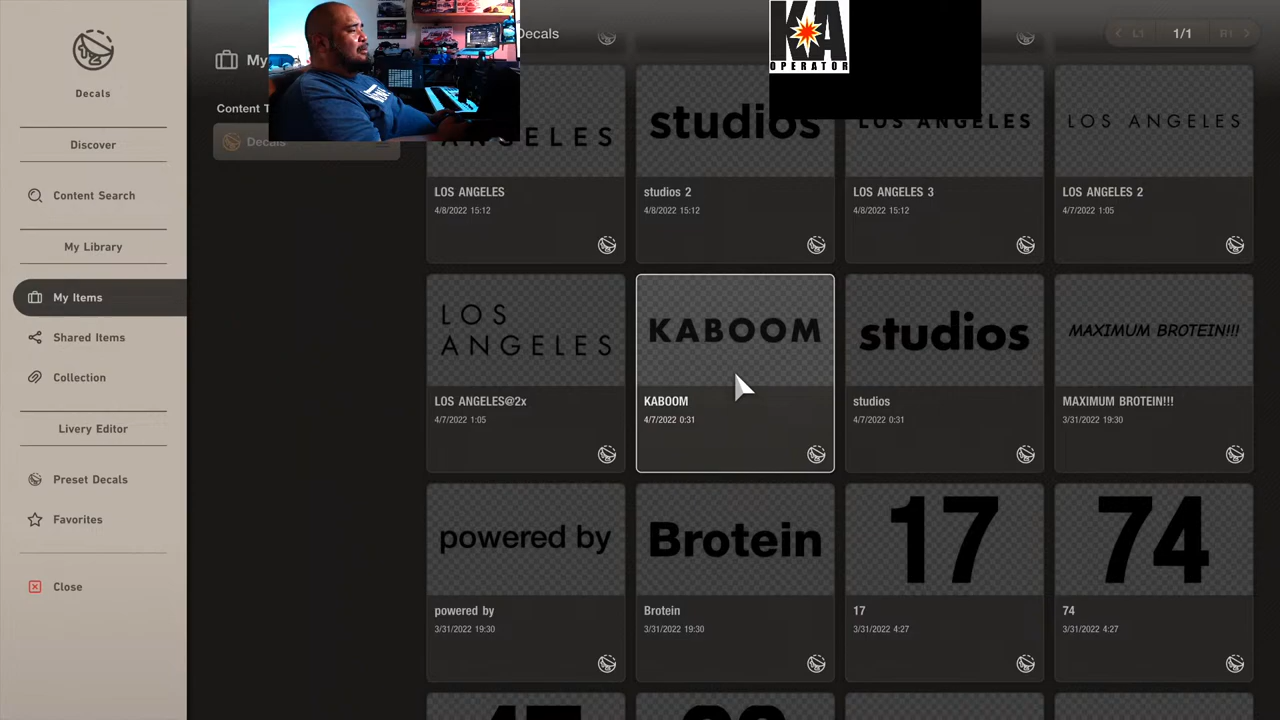 Decals
My
Decals
L1
1/1
R1
KA
OPERATOR
Discover
Content Search
My Library
My Items
Shared Items
Collection
Livery Editor
Preset Decals
Favorites
Close
Content T
Decals
ANGELES
LOS ANGELES
4/8/2022 15:12
studios
studios 2
4/8/2022 15:12
LOS ANGELES
LOS ANGELES 3
4/8/2022 15:12
LOS ANGELES
LOS ANGELES 2
4/7/2022 1:05
LOS
ANGELES
LOS ANGELES@2x
4/7/2022 1:05
KABOOM
KABOOM
4/7/2022 0:31
studios
studios
4/7/2022 0:31
MAXIMUM BROTEIN!!!
MAXIMUM BROTEIN!!!
3/31/2022 19:30
powered by
powered by
3/31/2022 19:30
Brotein
Brotein
3/31/2022 19:30
17
17
3/31/2022 4:27
74
74
3/31/2022 4:27